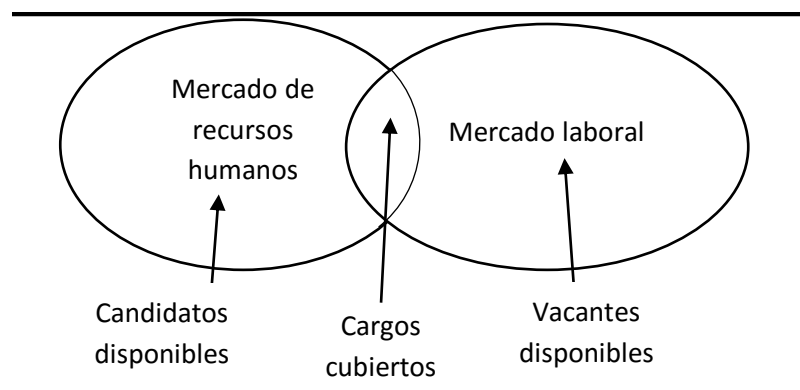 Mercado de
recursos
humanos
Mercado laboral
Candidatos
disponibles
Cargos
cubiertos
Vacantes
disponibles